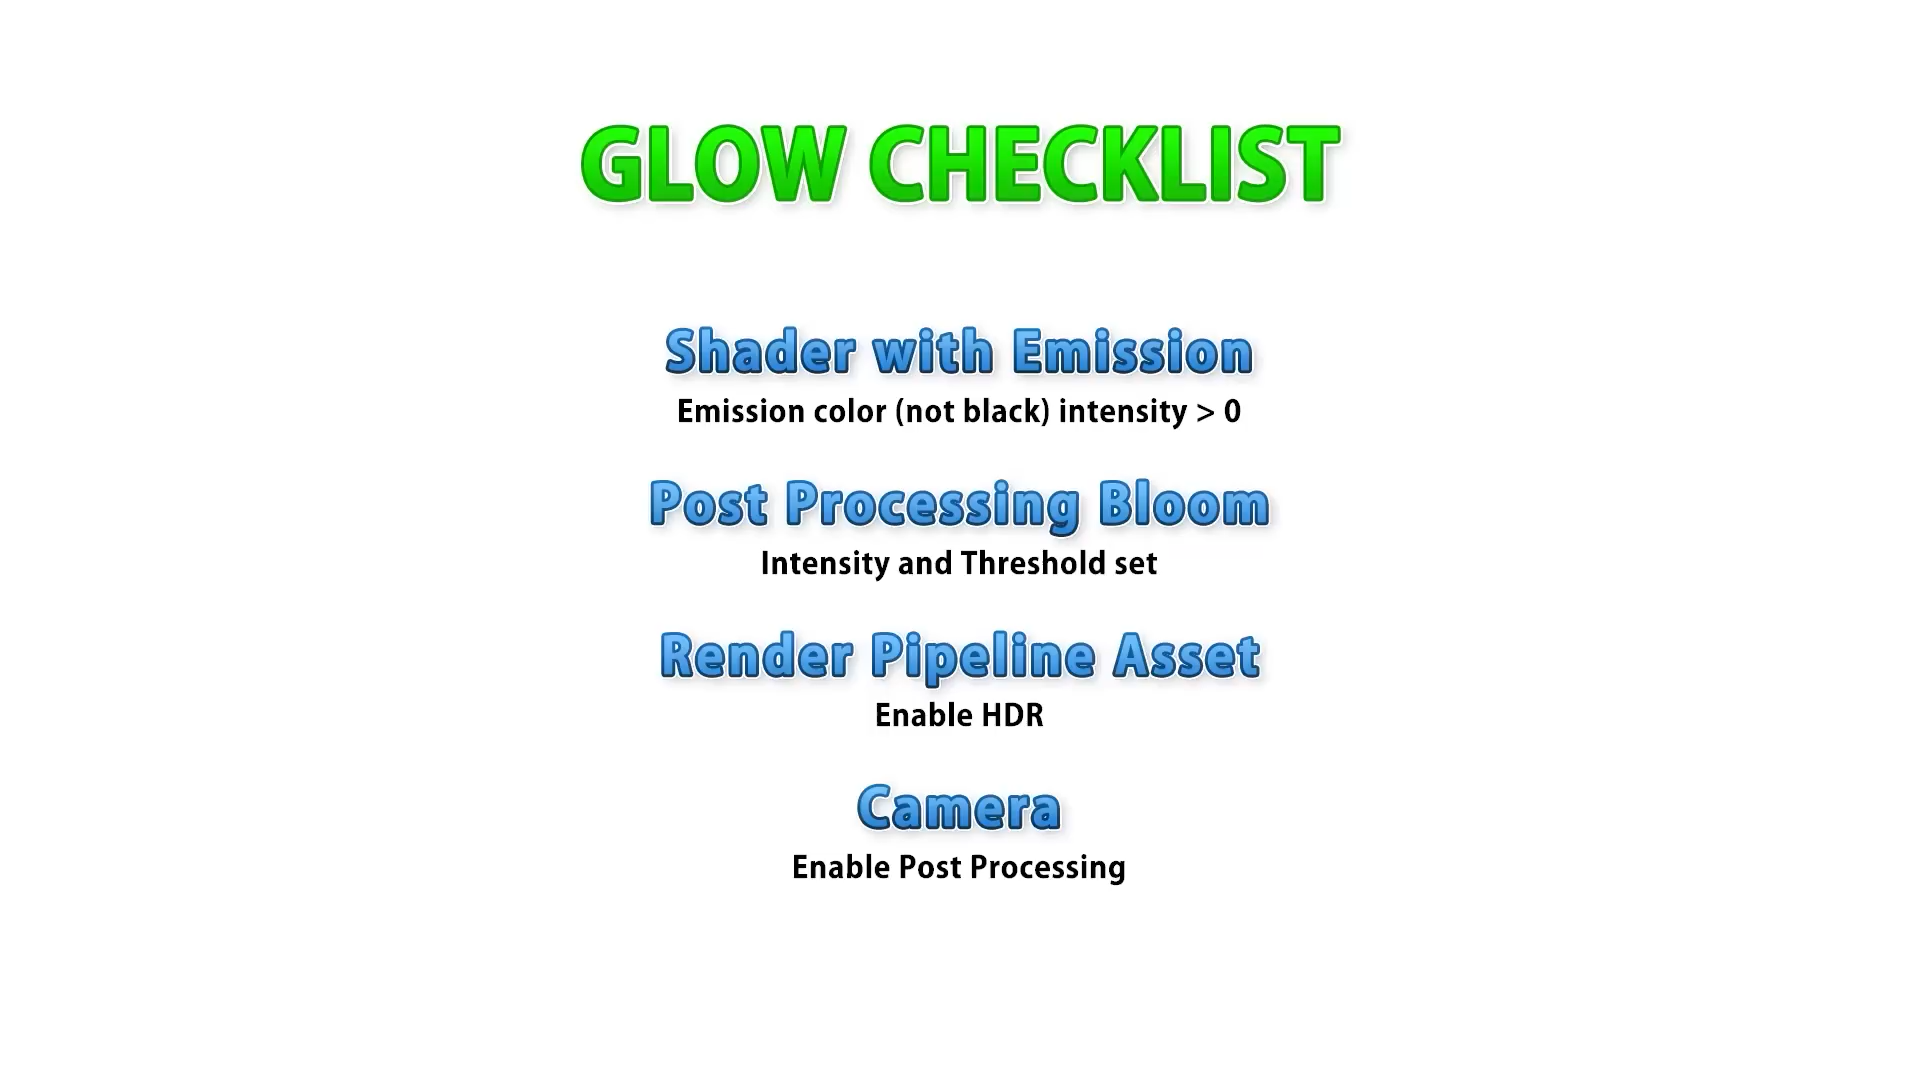 GLOW CHECKLIST
Shader with Emission
Emission color (not black) intensity > 0
Post Processing Bloom
Intensity and Threshold set
Render Pipeline Asset
Enable HDR
Camera
Enable Post Processing